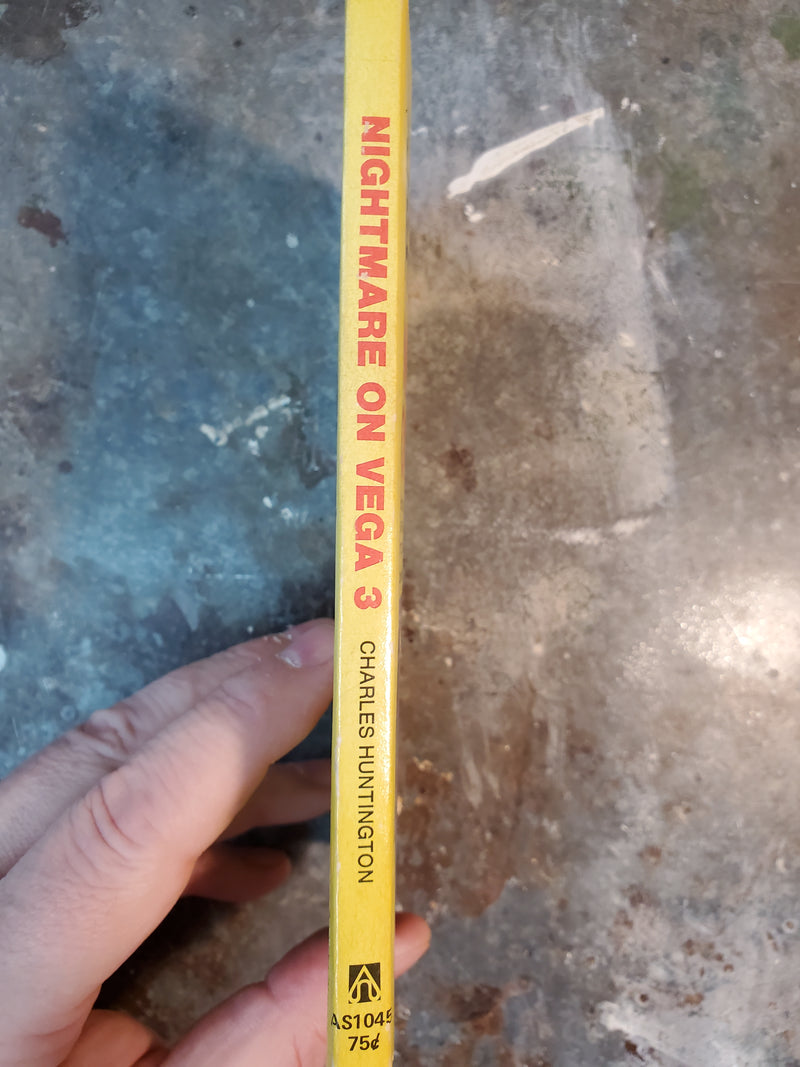 NIGHTMARE ON VEGA 3
CHARLES HUNTINGTON
AS1045
75¢